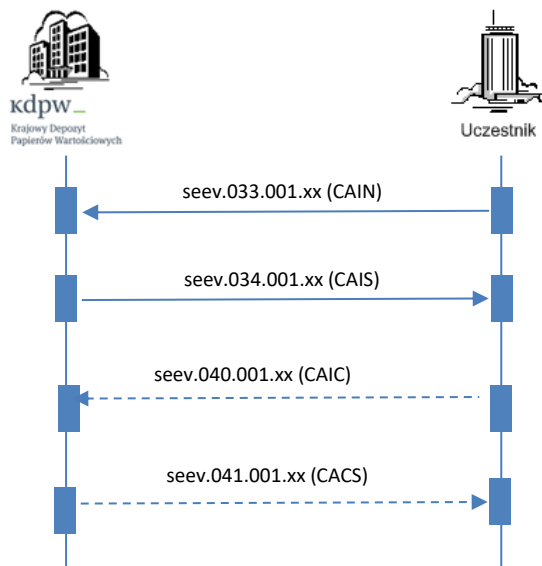 kdpw_
Krajowy Depozyt
Papierów Wartościowych
Uczestnik
seev.033.001.xx (CAIN)
seev.034.001.xx (CAIS)
seev.040.001.xx (CAIC)
seev.041.001.xx (CACS)